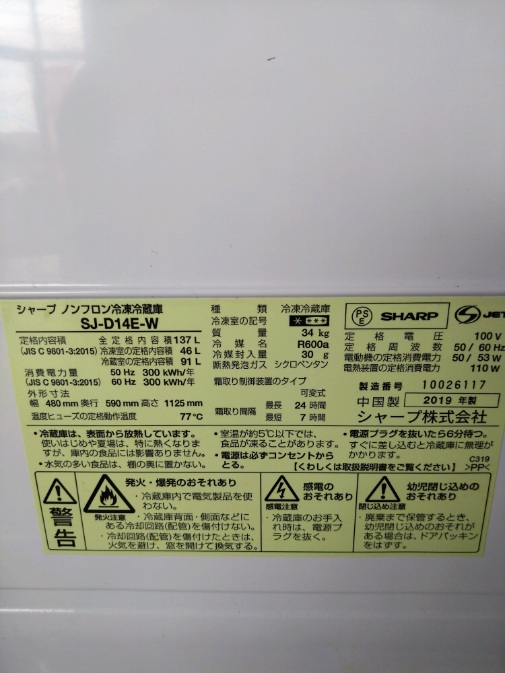 シャープ ノンフロン冷凍冷蔵庫
SJ-D14E-W
定格内容積 全定格内容積 137 L
(JIS C 9801-3:2015) 冷凍室の定格内容積 46 L
冷蔵室の定格内容積 91 L
消費電力量 50 Hz 300 kWh/年
(JIS C 9801-3:2015) 60 Hz 300 kWh/年
外形寸法
幅 480 mm 奥行 590 mm 高さ 1125 mm
温度ヒューズの定格動作温度 77℃
種類 冷凍冷蔵庫
冷凍室の記号
質量 34 kg
冷媒名 R600a
冷媒封入量 30 g
断熱発泡ガス シクロペンタン
霜取り制御装置のタイプ
可変式
霜取り間隔 最長 24 時間
最短 7 時間
PSE SHARP JET
定格電圧 100 V
定格周波数 50 / 60 Hz
電動機の定格消費電力 50 / 53 W
電熱装置の定格消費電力 110 W
製造番号 10026117
中国製 2019 年製
シャープ株式会社
・冷蔵庫は、表面から放熱しています。
使いはじめや夏場は、特に熱くなりま
すが、庫内の食品には影響ありません。
・水気の多い食品は、棚の奥に置かない。
・室温が約5℃以下では、
食品が凍ることがあります。
・電源は必ずコンセントから
とる。
・電源プラグを抜いたら6分待つ。
すぐに差し込むと冷蔵庫に無理が
かかります。
【くわしくは取扱説明書をご覧ください】
C319
>PP<
警告
発火・爆発のおそれあり
発火注意
・冷蔵庫内で電気製品を使
わない。
・冷蔵庫背面・側面などに
ある冷却回路(配管)を傷付けない。
・冷却回路(配管)を傷付けたときは、
火気を避け、窓を開けて換気する。
感電の
おそれあり
感電注意
・冷蔵庫のお手入
れ時は、電源プ
ラグを抜く。
幼児閉じ込めの
おそれあり
閉じ込め注意
・廃棄まで保管するとき、
幼児閉じ込めのおそれが
ある場合は、ドアパッキン
をはずす。